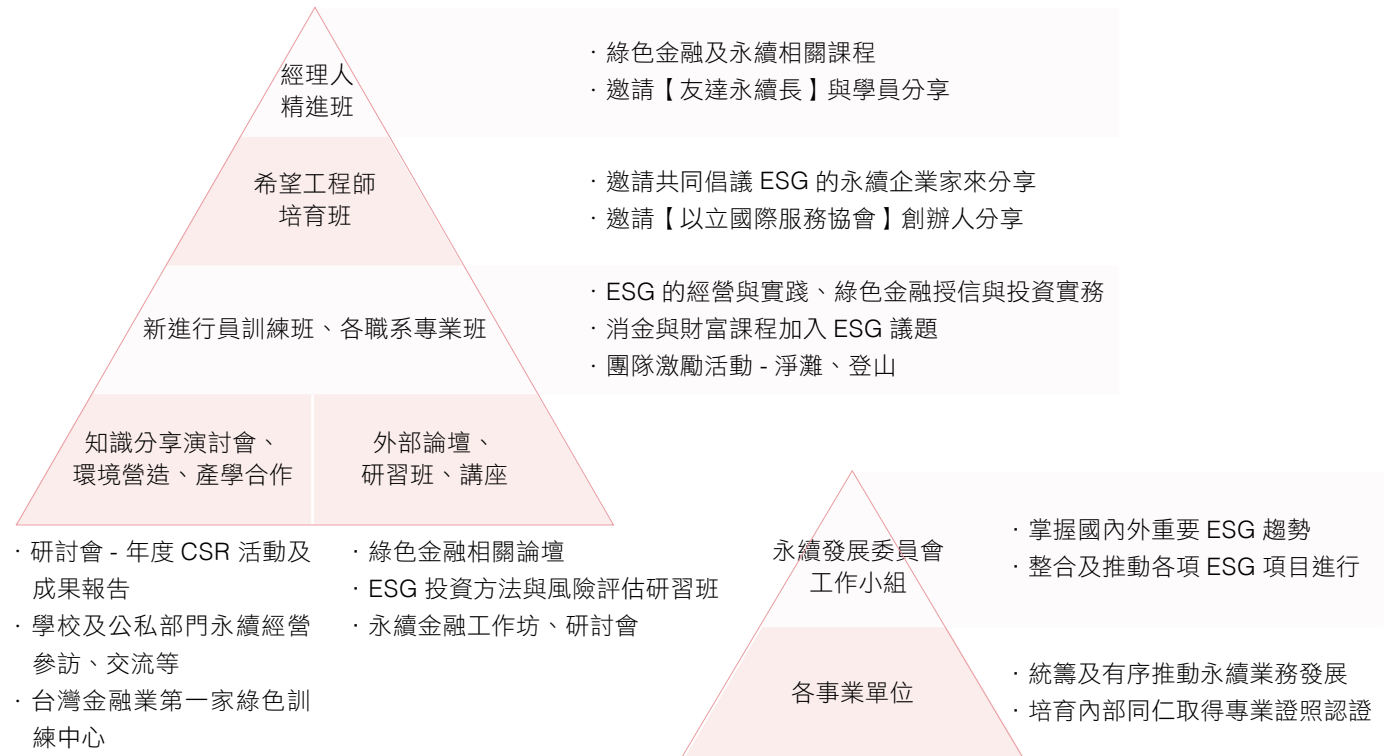 經理人
精進班
· 綠色金融及永續相關課程
· 邀請【友達永續長】與學員分享
希望工程師
培育班
· 邀請共同倡議 ESG 的永續企業家來分享
· 邀請【以立國際服務協會】創辦人分享
新進行員訓練班、各職系專業班
· ESG 的經營與實踐、綠色金融授信與投資實務
· 消金與財富課程加入 ESG 議題
· 團隊激勵活動 - 淨灘、登山
知識分享演討會、
環境營造、產學合作
外部論壇、
研習班、講座
· 研討會 - 年度 CSR 活動及
成果報告
· 學校及公私部門永續經營
參訪、交流等
· 台灣金融業第一家綠色訓
練中心
· 綠色金融相關論壇
· ESG 投資方法與風險評估研習班
· 永續金融工作坊、研討會
永續發展委員會
工作小組
· 掌握國內外重要 ESG 趨勢
· 整合及推動各項 ESG 項目進行
各事業單位
· 統籌及有序推動永續業務發展
· 培育內部同仁取得專業證照認證